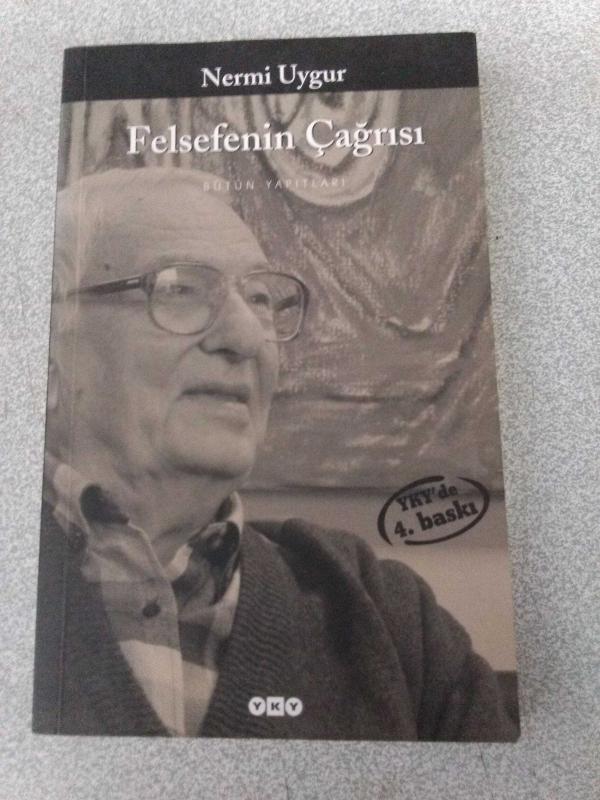 Nermi Uygur
Felsefenin Çağrısı
BÜTÜN YAPITLARI
YKY'de
4. baskı
YKY